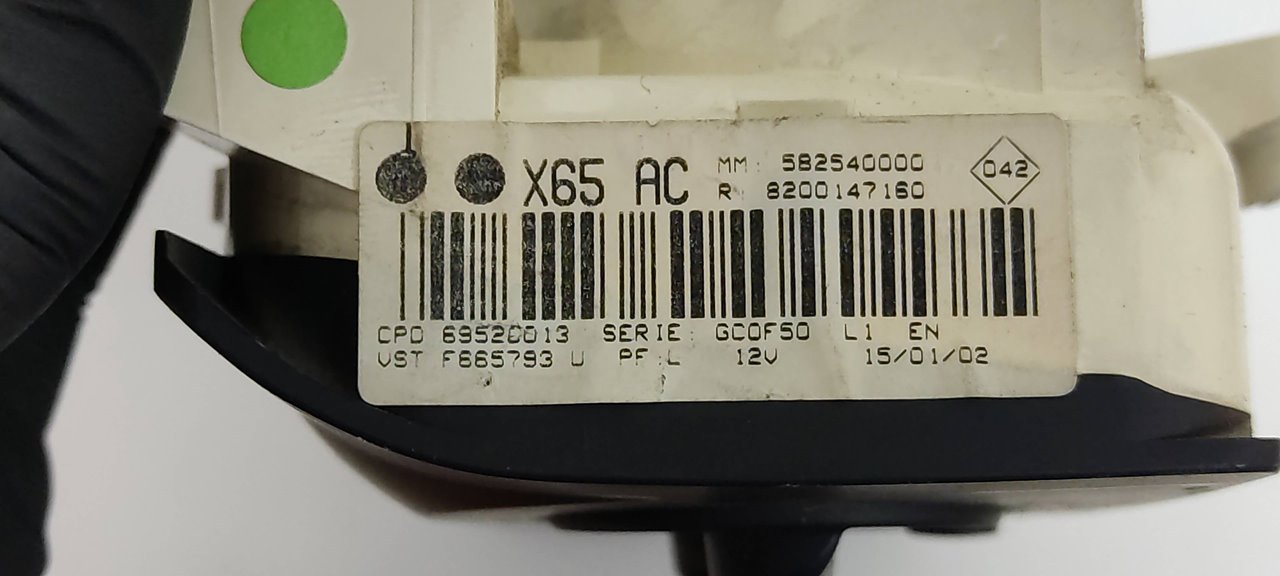 X65 AC
MM: 582540000
R: 8200147160
042
CPD 69520013 SERIE: GC0F50 L1 EN
VST F665793 U PF:L 12V 15/01/02